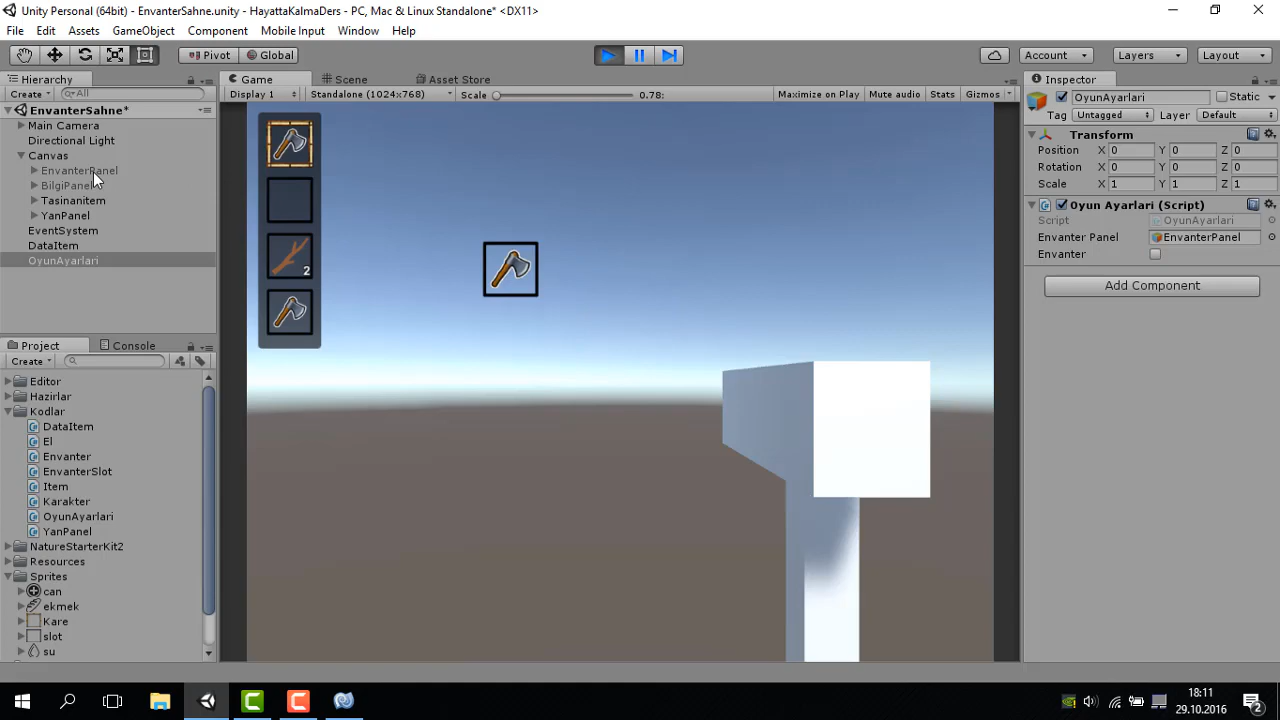 Unity Personal (64bit) - EnvanterSahne.unity - HayattaKalmaDers - PC, Mac & Linux Standalone* <DX11>
File Edit Assets GameObject Component Mobile Input Window Help
Pivot Global Account Layers Layout
Hierarchy Game Scene Asset Store Inspector
Create All Display 1 Standalone (1024x768) Scale 0.78: Maximize on Play Mute audio Stats Gizmos
OyunAyarlari Static
Tag Untagged Layer Default
EnvanterSahne*
Main Camera
Directional Light
Canvas
EnvanterPanel
BilgiPanel
Tasinanitem
YanPanel
EventSystem
DataItem
OyunAyarlari
2
Transform
Position X 0 Y 0 Z 0
Rotation X 0 Y 0 Z 0
Scale X 1 Y 1 Z 1
Oyun Ayarlari (Script)
Script OyunAyarlari
Envanter Panel EnvanterPanel
Envanter
Add Component
Project Console
Create
Editor
Hazirlar
Kodlar
DataItem
El
Envanter
EnvanterSlot
Item
Karakter
OyunAyarlari
YanPanel
NatureStarterKit2
Resources
Sprites
can
ekmek
Kare
slot
su
18:11
29.10.2016
2